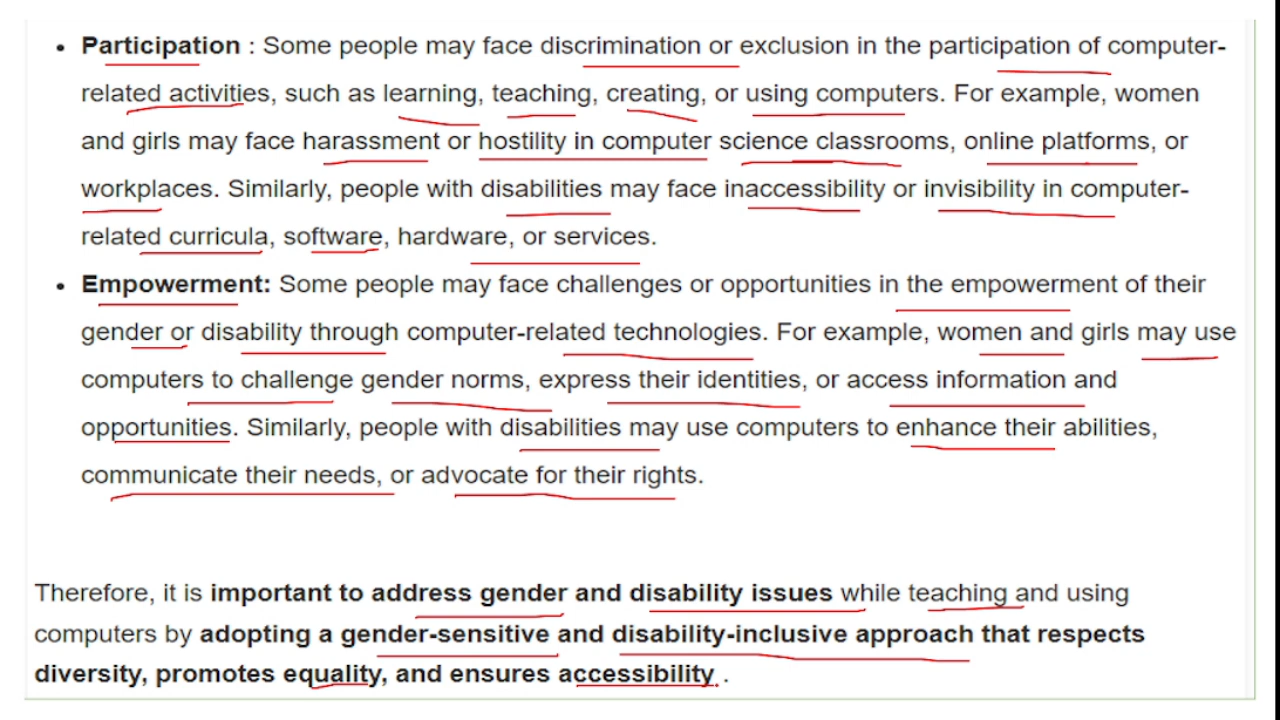 • Participation : Some people may face discrimination or exclusion in the participation of computer-
related activities, such as learning, teaching, creating, or using computers. For example, women
and girls may face harassment or hostility in computer science classrooms, online platforms, or
workplaces. Similarly, people with disabilities may face inaccessibility or invisibility in computer-
related curricula, software, hardware, or services.
• Empowerment: Some people may face challenges or opportunities in the empowerment of their
gender or disability through computer-related technologies. For example, women and girls may use
computers to challenge gender norms, express their identities, or access information and
opportunities. Similarly, people with disabilities may use computers to enhance their abilities,
communicate their needs, or advocate for their rights.
Therefore, it is important to address gender and disability issues while teaching and using
computers by adopting a gender-sensitive and disability-inclusive approach that respects
diversity, promotes equality, and ensures accessibility .